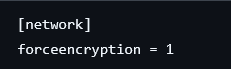 [network]
forceencryption = 1